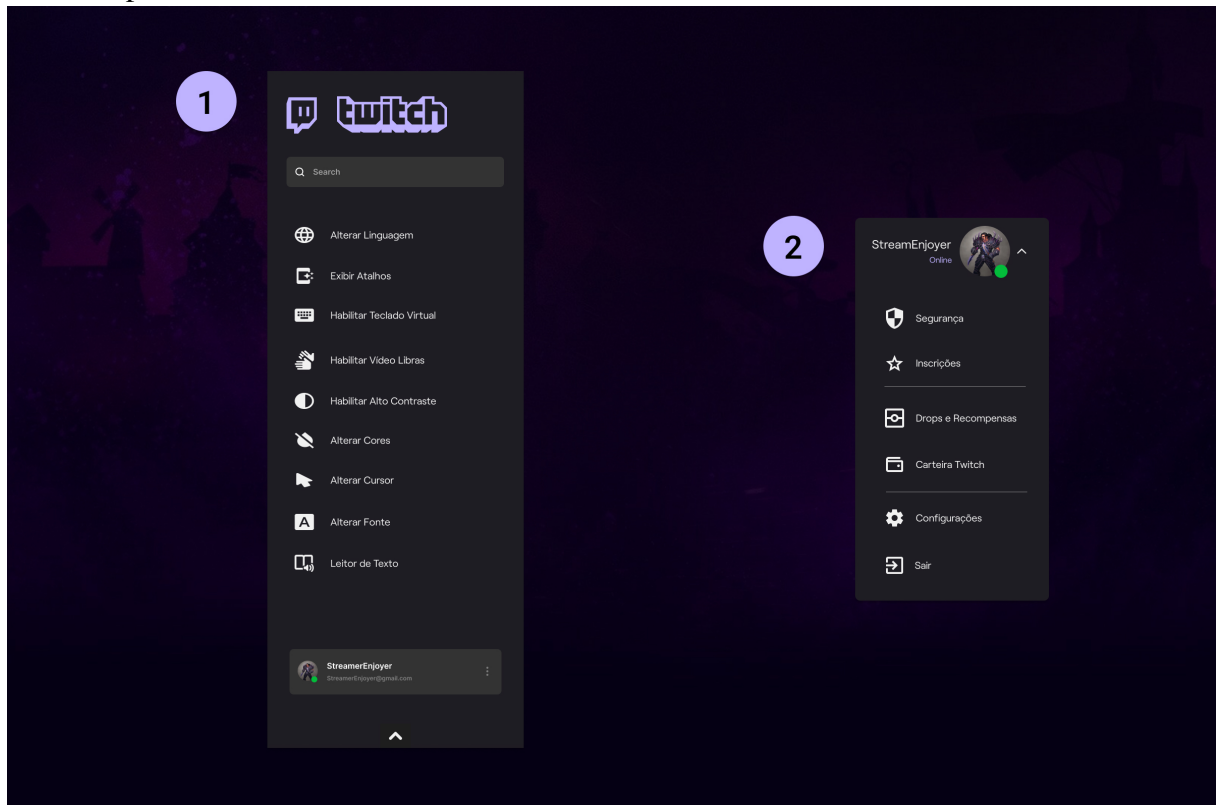 1
twitch
Search
Alterar Linguagem
Exibir Atalhos
Habilitar Teclado Virtual
Habilitar Vídeo Libras
Habilitar Alto Contraste
Alterar Cores
Alterar Cursor
A
Alterar Fonte
Leitor de Texto
StreamerEnjoyer
StreamerEnjoyer@gmail.com
2
StreamEnjoyer
Online
Segurança
Inscrições
Drops e Recompensas
Carteira Twitch
Configurações
Sair